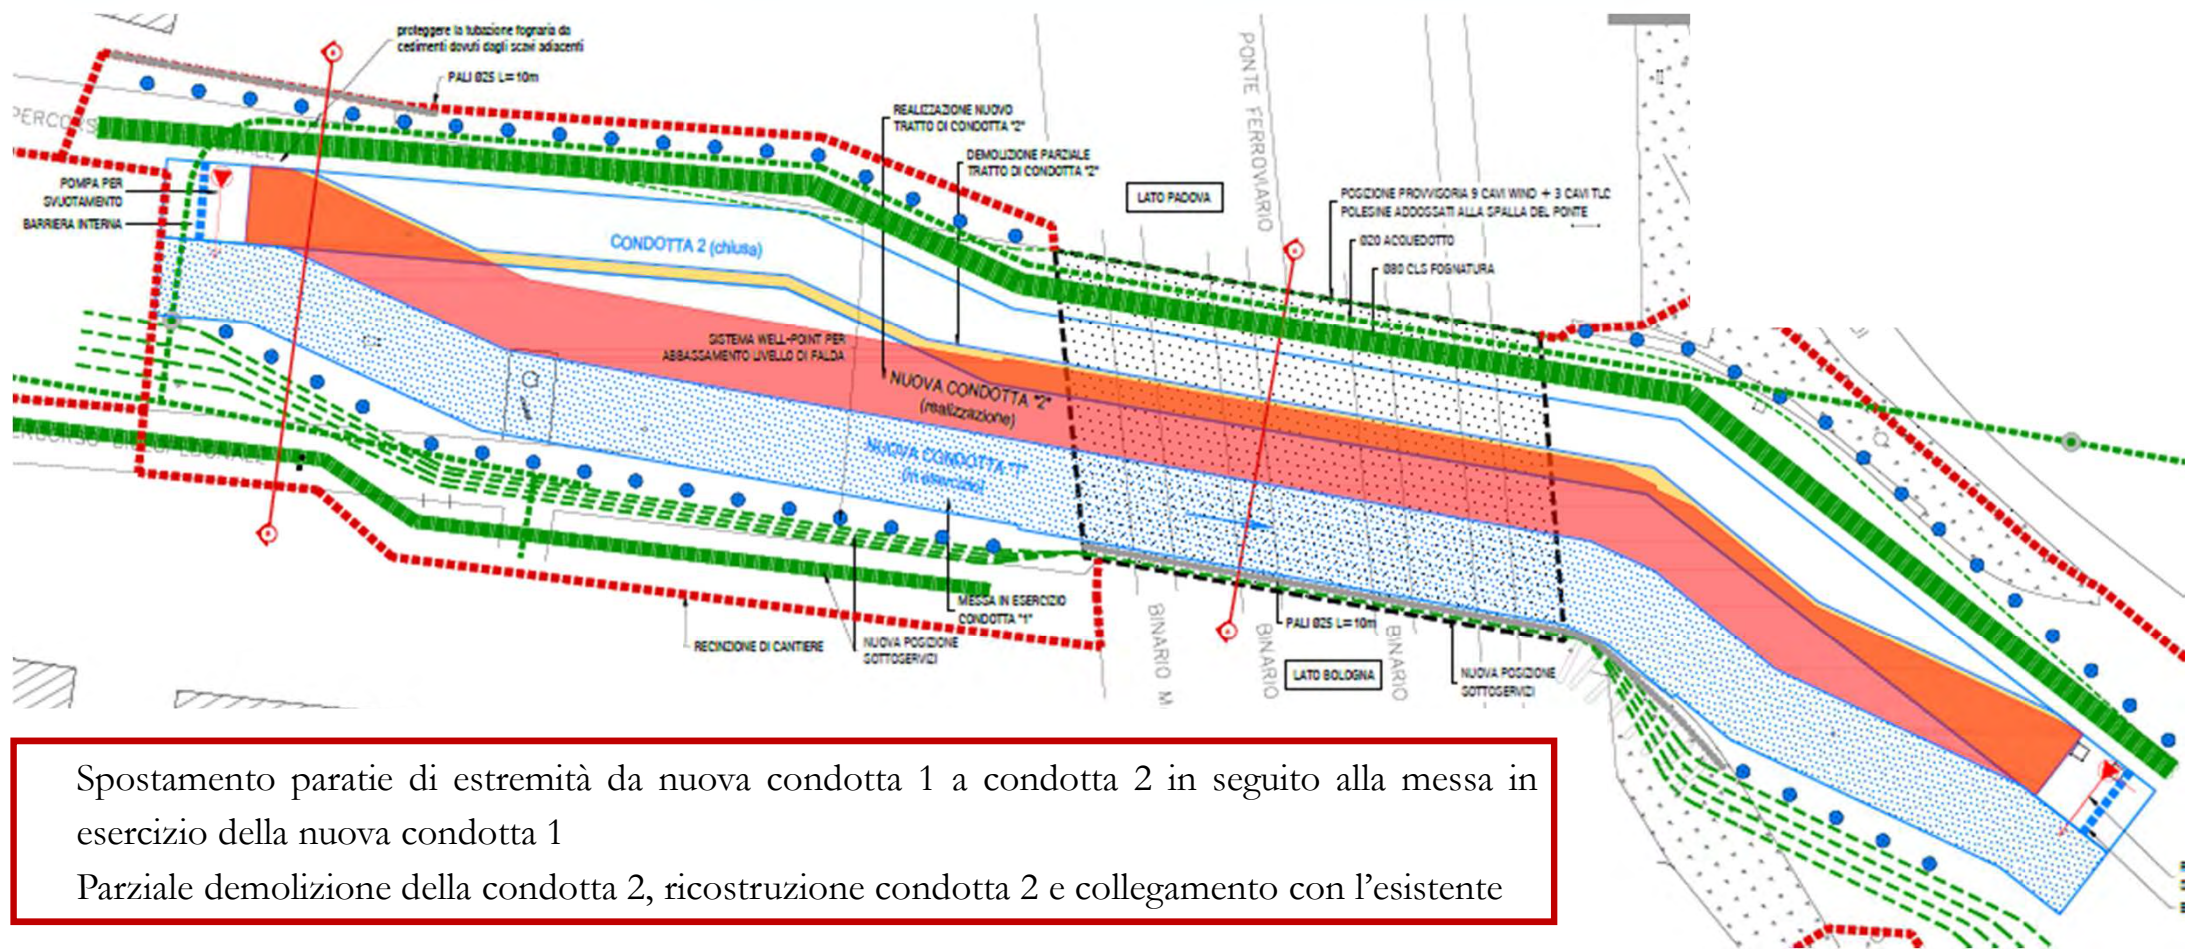 proteggere la tubazione fognaria da
cedimenti dovuti dagli scavi adiacenti
PALI Ø25 L=10m
REALIZZAZIONE NUOVO
TRATTO DI CONDOTTA "2"
DEMOLIZIONE PARZIALE
TRATTO DI CONDOTTA "2"
LATO PADOVA
PONTE FERROVIARIO
POSIZIONE PROVVISORIA 9 CAVI WIND + 3 CAVI TLC
POLESINE ADDOSSATI ALLA SPALLA DEL PONTE
Ø20 ACQUEDOTTO
Ø80 CLS FOGNATURA
POMPA PER
SVUOTAMENTO
BARRIERA INTERNA
CONDOTTA 2 (chiusa)
SISTEMA WELL-POINT PER
ABBASSAMENTO LIVELLO DI FALDA
NUOVA CONDOTTA "2"
(realizzazione)
NUOVA CONDOTTA "1"
(in esercizio)
MESSA IN ESERCIZIO
CONDOTTA "1"
RECINZIONE DI CANTIERE
NUOVA POSIZIONE
SOTTOSERVIZI
BINARIO M
BINARIO
BINARIO
PALI Ø25 L=10m
LATO BOLOGNA
NUOVA POSIZIONE
SOTTOSERVIZI
Spostamento paratie di estremità da nuova condotta 1 a condotta 2 in seguito alla messa in
esercizio della nuova condotta 1
Parziale demolizione della condotta 2, ricostruzione condotta 2 e collegamento con l'esistente